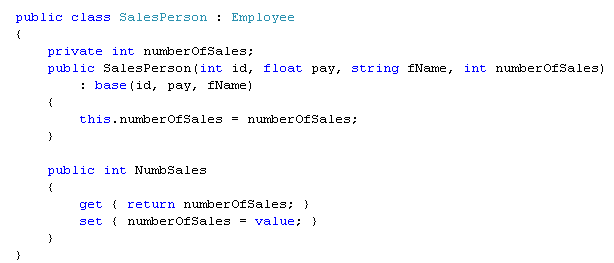 public class SalesPerson : Employee
{
    private int numberOfSales;
    public SalesPerson(int id, float pay, string fName, int numberOfSales)
        : base(id, pay, fName)
    {
        this.numberOfSales = numberOfSales;
    }

    public int NumbSales
    {
        get { return numberOfSales; }
        set { numberOfSales = value; }
    }
}